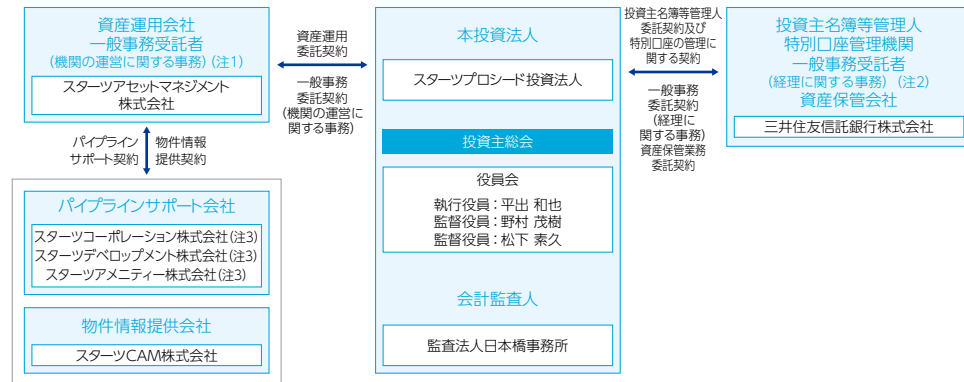 資産運用会社
一般事務受託者
(機関の運営に関する事務)(注1)
スターツアセットマネジメント
株式会社
資産運用
委託契約
一般事務
委託契約
(機関の運営に
関する事務)
パイプライン
サポート契約
物件情報
提供契約
パイプラインサポート会社
スターツコーポレーション株式会社(注3)
スターツデベロップメント株式会社(注3)
スターツアメニティー株式会社(注3)
物件情報提供会社
スターツCAM株式会社
本投資法人
スターツプロシード投資法人
投資主総会
役員会
執行役員:平出 和也
監督役員:野村 茂樹
監督役員:松下 素久
会計監査人
監査法人日本橋事務所
投資主名簿等管理人
委託契約及び
特別口座の管理に
関する契約
一般事務
委託契約
(経理に
関する事務)
資産保管業務
委託契約
投資主名簿等管理人
特別口座管理機関
一般事務受託者
(経理に関する事務)(注2)
資産保管会社
三井住友信託銀行株式会社